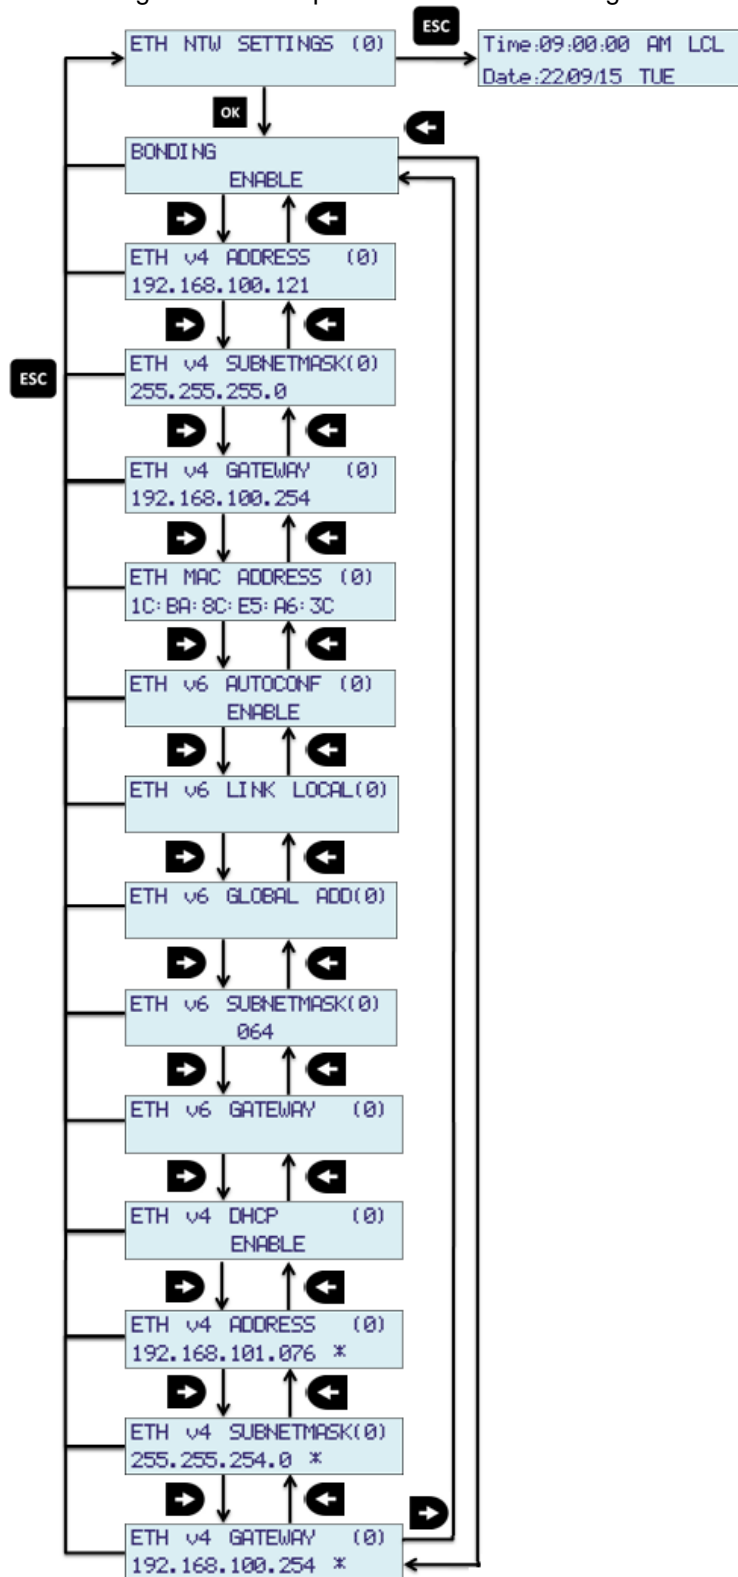 ESC
ETH NTW SETTINGS (0)
Time:09:00:00 AM LCL
Date:22/09/15 TUE
OK
BONDING
ENABLE
ETH v4 ADDRESS (0)
192.168.100.121
ETH v4 SUBNETMASK(0)
255.255.255.0
ESC
ETH v4 GATEWAY (0)
192.168.100.254
ETH MAC ADDRESS (0)
1C:BA:8C:E5:A6:3C
ETH v6 AUTOCONF (0)
ENABLE
ETH v6 LINK LOCAL(0)
ETH v6 GLOBAL ADD(0)
ETH v6 SUBNETMASK(0)
064
ETH v6 GATEWAY (0)
ETH v4 DHCP (0)
ENABLE
ETH v4 ADDRESS (0)
192.168.101.076 *
ETH v4 SUBNETMASK(0)
255.255.254.0 *
ETH v4 GATEWAY (0)
192.168.100.254 *